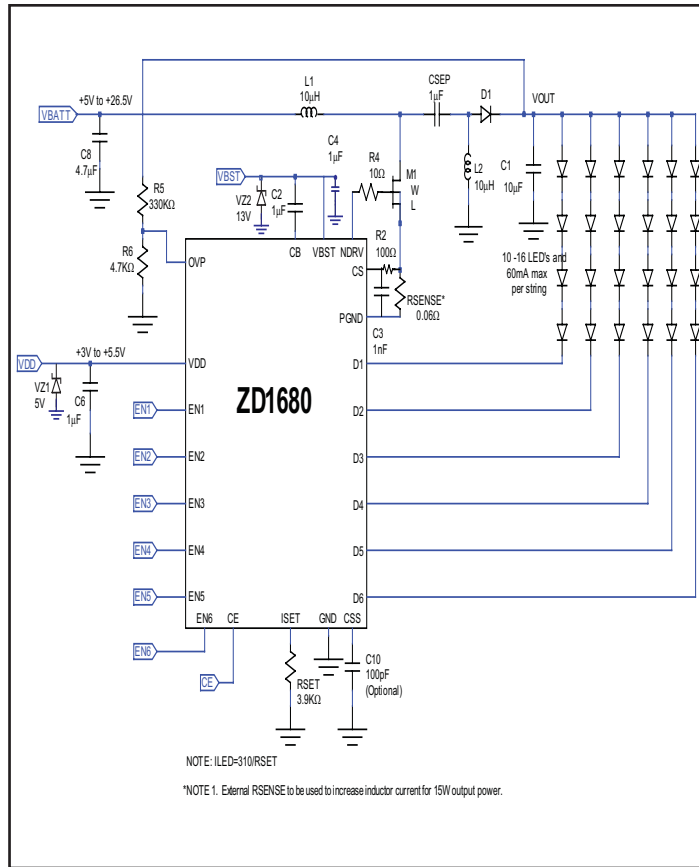 L1
10μH
CSEP
1μF
D1
VOUT
+5V to +26.5V
VBATT
C8
4.7μF
C4
1μF
R4
10Ω
M1
W
L
L2
10μH
C1
10μF
VBST
VZ2
13V
C2
1μF
R5
330KΩ
R6
4.7KΩ
OVP
CB
VBST
NDRV
R2
100Ω
CS
RSENSE*
0.06Ω
PGND
C3
1nF
10 -16 LED's and
60mA max
per string
+3V to +5.5V
VDD
VDD
VZ1
5V
C6
1μF
ZD1680
D1
EN1
EN1
D2
EN2
EN2
D3
EN3
EN3
D4
EN4
EN4
D5
EN5
EN5
D6
EN6
CE
ISET
GND
CSS
EN6
CE
RSET
3.9KΩ
C10
100pF
(Optional)
NOTE: ILED=310/RSET
*NOTE 1. External RSENSE to be used to increase inductor current for 15W output power.